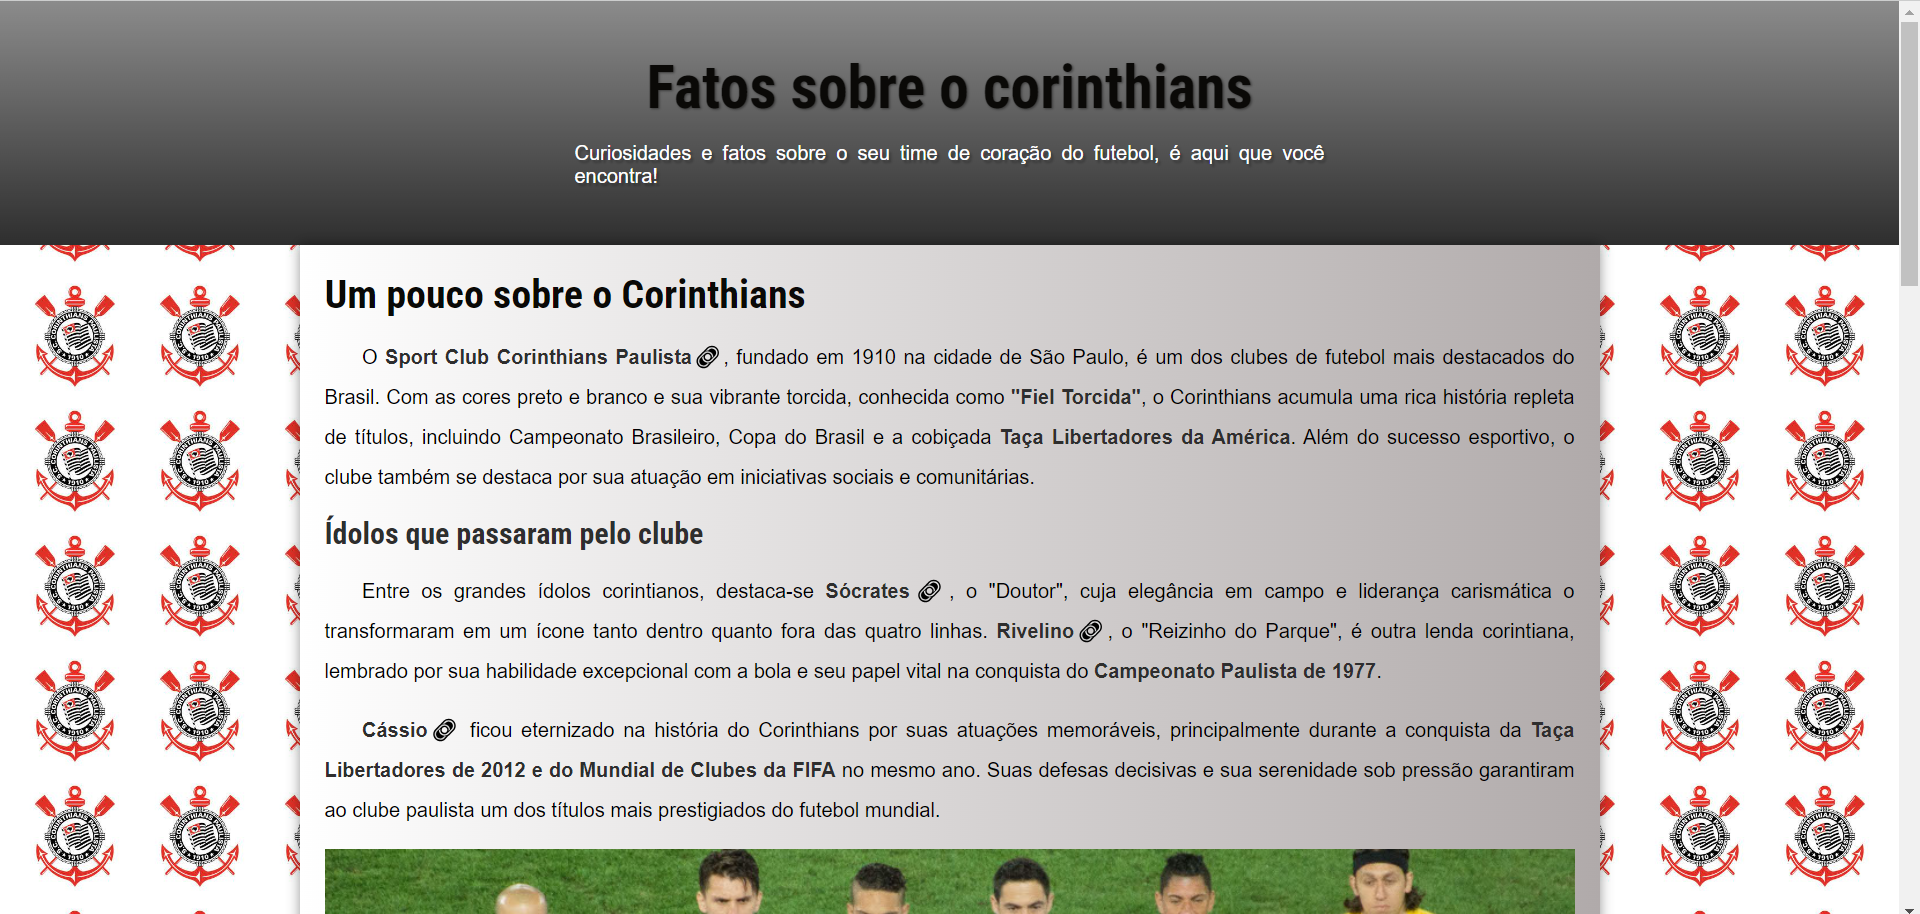 Fatos sobre o corinthians
Curiosidades e fatos sobre o seu time de coração do futebol, é aqui que você
encontra!
Um pouco sobre o Corinthians
O Sport Club Corinthians Paulista , fundado em 1910 na cidade de São Paulo, é um dos clubes de futebol mais destacados do
Brasil. Com as cores preto e branco e sua vibrante torcida, conhecida como "Fiel Torcida", o Corinthians acumula uma rica história repleta
de títulos, incluindo Campeonato Brasileiro, Copa do Brasil e a cobiçada Taça Libertadores da América. Além do sucesso esportivo, o
clube também se destaca por sua atuação em iniciativas sociais e comunitárias.
Ídolos que passaram pelo clube
Entre os grandes ídolos corintianos, destaca-se Sócrates , o "Doutor", cuja elegância em campo e liderança carismática o
transformaram em um ícone tanto dentro quanto fora das quatro linhas. Rivelino , o "Reizinho do Parque", é outra lenda corintiana,
lembrado por sua habilidade excepcional com a bola e seu papel vital na conquista do Campeonato Paulista de 1977.
Cássio ficou eternizado na história do Corinthians por suas atuações memoráveis, principalmente durante a conquista da Taça
Libertadores de 2012 e do Mundial de Clubes da FIFA no mesmo ano. Suas defesas decisivas e sua serenidade sob pressão garantiram
ao clube paulista um dos títulos mais prestigiados do futebol mundial.